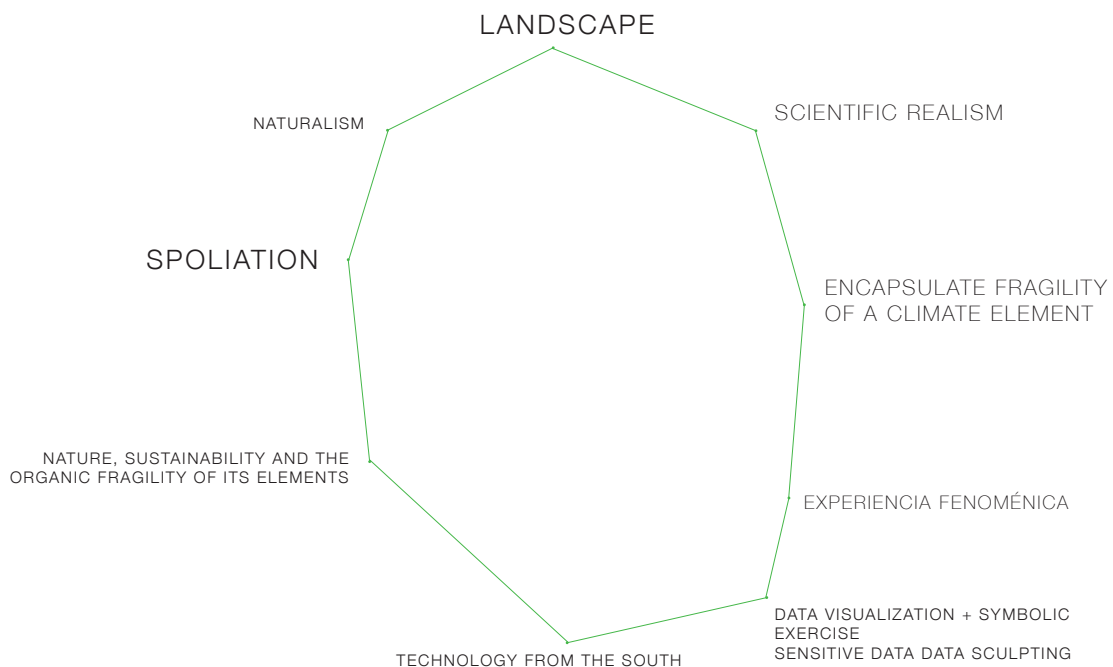 LANDSCAPE
NATURALISM
SCIENTIFIC REALISM
SPOLIATION
ENCAPSULATE FRAGILITY
OF A CLIMATE ELEMENT
NATURE, SUSTAINABILITY AND THE
ORGANIC FRAGILITY OF ITS ELEMENTS
EXPERIENCIA FENOMÉNICA
DATA VISUALIZATION + SYMBOLIC
EXERCISE
SENSITIVE DATA DATA SCULPTING
TECHNOLOGY FROM THE SOUTH